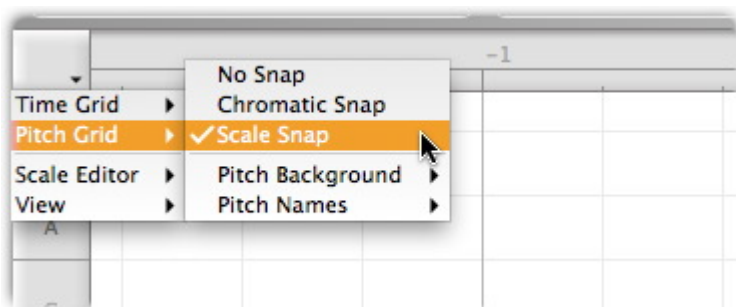 -1
No Snap
Time Grid Chromatic Snap
Pitch Grid ✓Scale Snap
Scale Editor Pitch Background
View Pitch Names
A